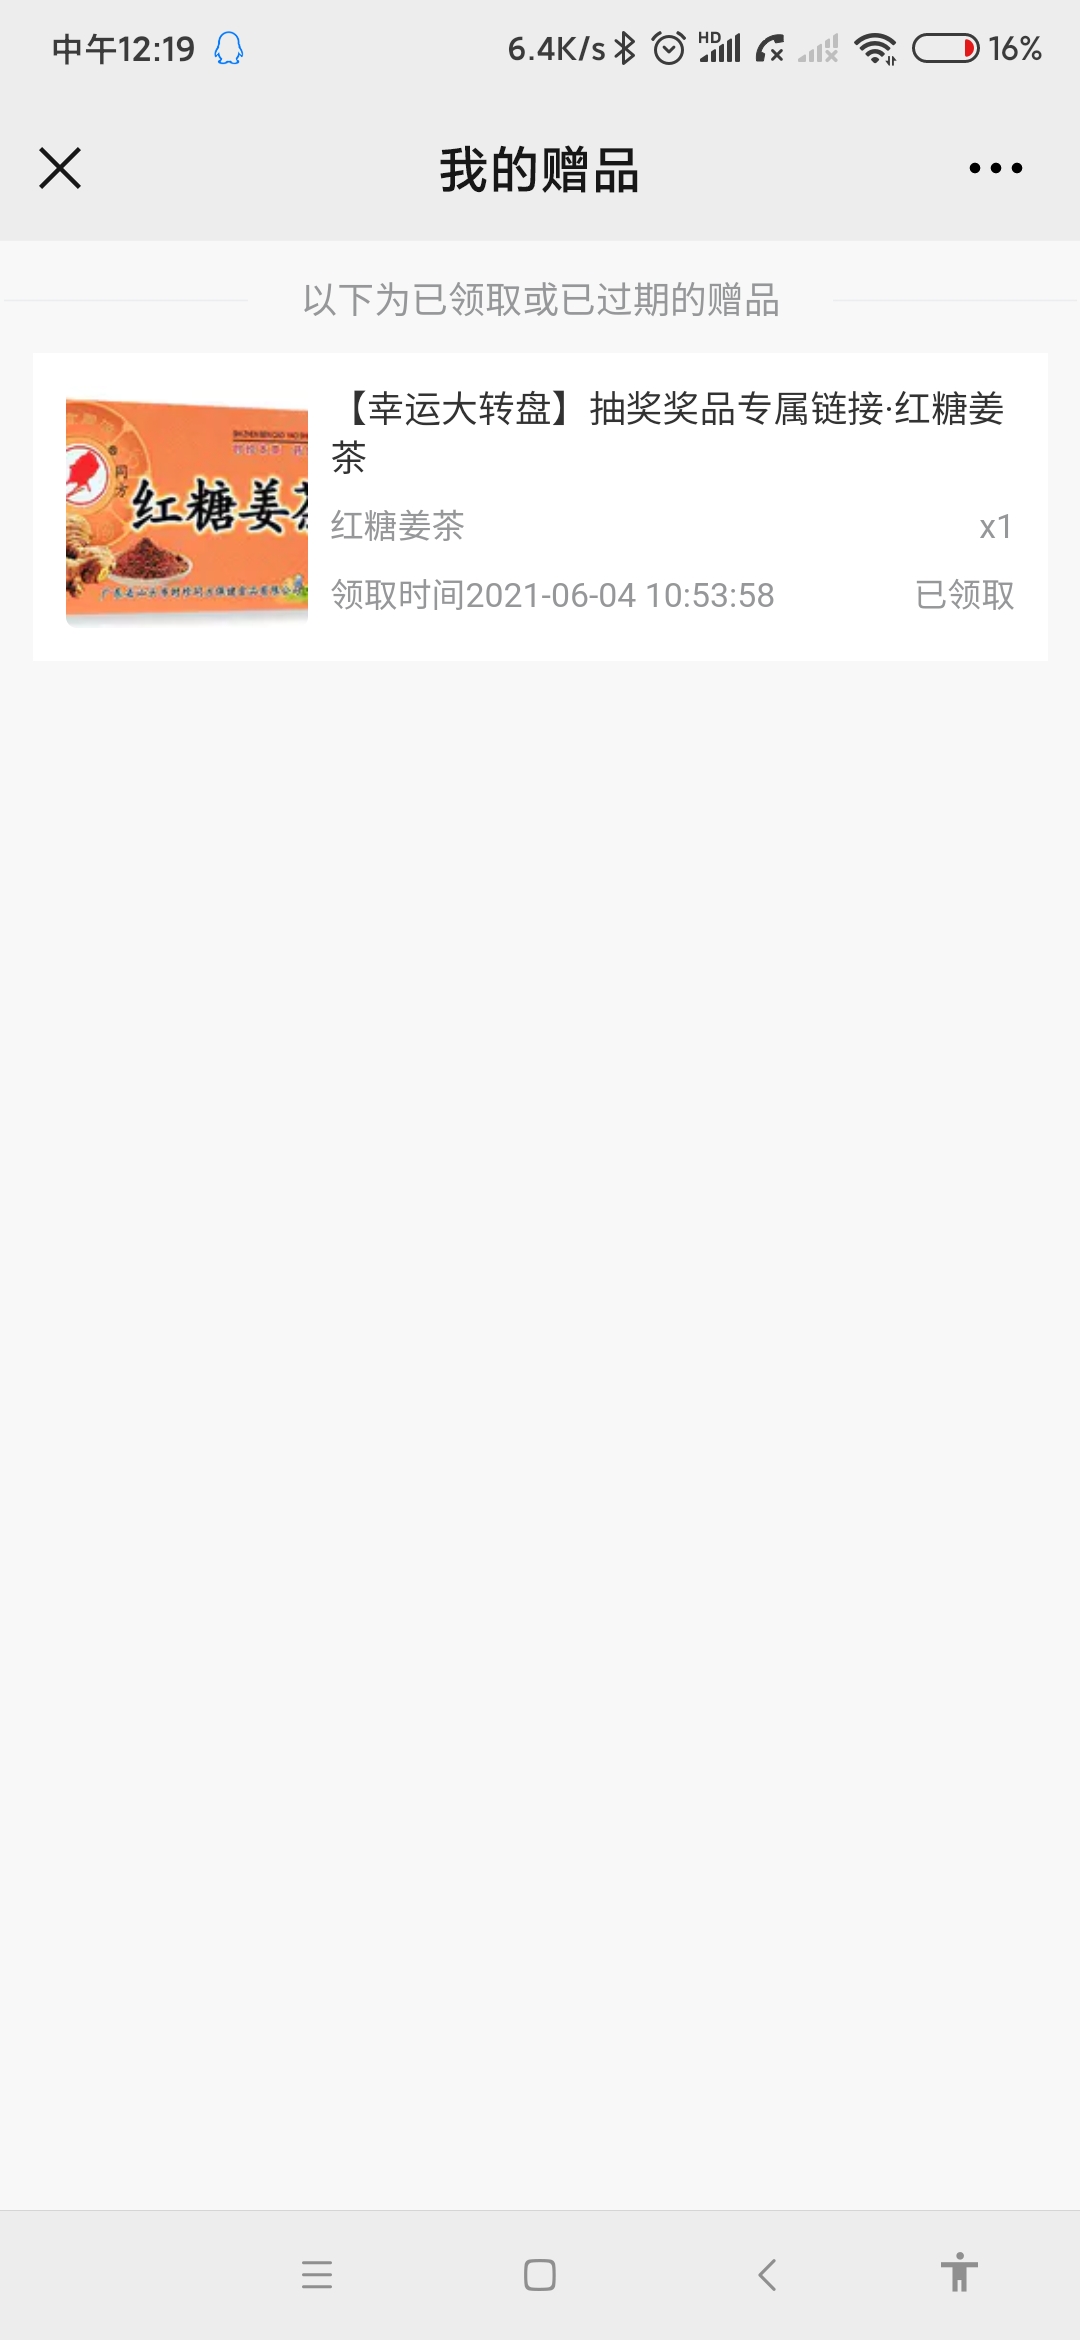 中午12:19
6.4K/s HD 16%
我的赠品
以下为已领取或已过期的赠品
【幸运大转盘】抽奖奖品专属链接·红糖姜
茶
同方
红糖姜茶
红糖姜茶 x1
领取时间2021-06-04 10:53:58 已领取